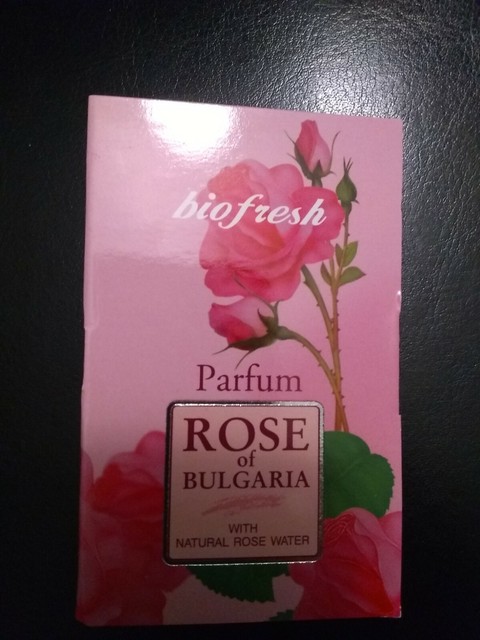 biofresh
Parfum
ROSE
of
BULGARIA
WITH
NATURAL ROSE WATER